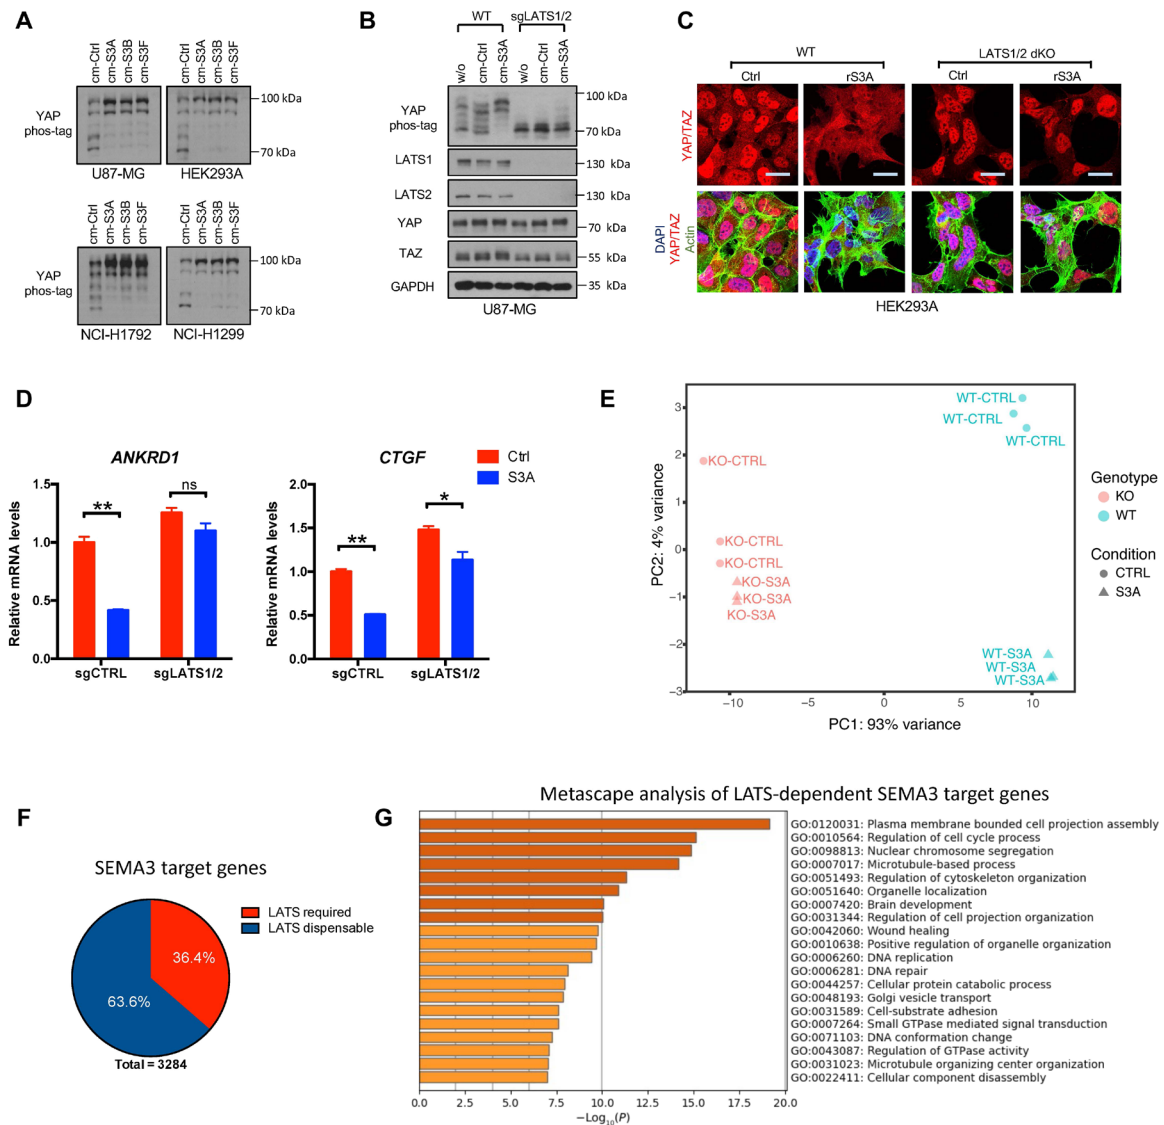 A
cm-Ctrl
cm-S3A
cm-S3B
cm-S3F
cm-Ctrl
cm-S3A
cm-S3B
cm-S3F
YAP
phos-tag
100 kDa
70 kDa
U87-MG
HEK293A
cm-Ctrl
cm-S3A
cm-S3B
cm-S3F
cm-Ctrl
cm-S3A
cm-S3B
cm-S3F
YAP
phos-tag
100 kDa
70 kDa
NCI-H1792
NCI-H1299
B
WT
sgLATS1/2
w/o
cm-Ctrl
cm-S3A
w/o
cm-Ctrl
cm-S3A
YAP
phos-tag
100 kDa
70 kDa
LATS1
130 kDa
LATS2
130 kDa
YAP
70 kDa
TAZ
55 kDa
GAPDH
35 kDa
U87-MG
C
WT
LATS1/2 dKO
Ctrl
rS3A
Ctrl
rS3A
YAP/TAZ
DAPI
YAP/TAZ
Actin
HEK293A
D
ANKRD1
Relative mRNA levels
1.5
1.0
0.5
0.0
**
ns
sgCTRL
sgLATS1/2
CTGF
Relative mRNA levels
2.0
1.5
1.0
0.5
0.0
**
*
sgCTRL
sgLATS1/2
Ctrl
S3A
E
PC2: 4% variance
3
2
1
0
−1
−2
−3
WT-CTRL
WT-CTRL
WT-CTRL
KO-CTRL
KO-CTRL
KO-CTRL
KO-S3A
KO-S3A
KO-S3A
WT-S3A
WT-S3A
WT-S3A
−10
−5
0
5
10
PC1: 93% variance
Genotype
KO
WT
Condition
CTRL
S3A
F
SEMA3 target genes
36.4%
63.6%
Total = 3284
LATS required
LATS dispensable
G
Metascape analysis of LATS-dependent SEMA3 target genes
GO:0120031: Plasma membrane bounded cell projection assembly
GO:0010564: Regulation of cell cycle process
GO:0098813: Nuclear chromosome segregation
GO:0007017: Microtubule-based process
GO:0051493: Regulation of cytoskeleton organization
GO:0051640: Organelle localization
GO:0007420: Brain development
GO:0031344: Regulation of cell projection organization
GO:0042060: Wound healing
GO:0010638: Positive regulation of organelle organization
GO:0006260: DNA replication
GO:0006281: DNA repair
GO:0044257: Cellular protein catabolic process
GO:0048193: Golgi vesicle transport
GO:0031589: Cell-substrate adhesion
GO:0007264: Small GTPase mediated signal transduction
GO:0071103: DNA conformation change
GO:0043087: Regulation of GTPase activity
GO:0031023: Microtubule organizing center organization
GO:0022411: Cellular component disassembly
0.0
2.5
5.0
7.5
10.0
12.5
15.0
17.5
20.0
−Log10(P)